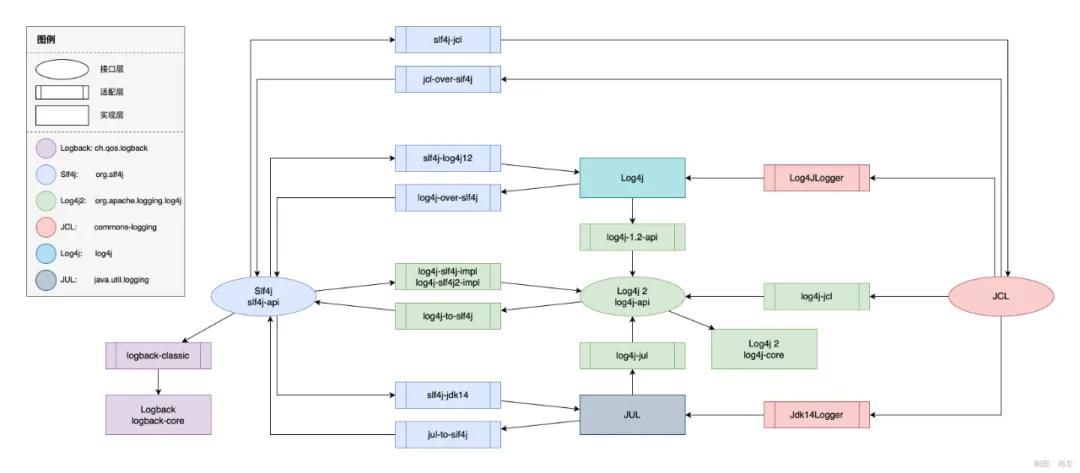 图例
接口层
适配层
实现层
Logback: ch.qos.logback
Slf4j: org.slf4j
Log4j2: org.apache.logging.log4j
JCL: commons-logging
Log4j: log4j
JUL: java.util.logging
slf4j-jcl
jcl-over-slf4j
slf4j-log4j12
log4j-over-slf4j
Log4j
Log4JLogger
log4j-1.2-api
log4j-slf4j-impl
log4j-slf4j2-impl
Slf4j
slf4j-api
Log4j 2
log4j-api
log4j-jcl
JCL
log4j-to-slf4j
logback-classic
log4j-jul
Log4j 2
log4j-core
Logback
logback-core
slf4j-jdk14
JUL
Jdk14Logger
jul-to-slf4j
制图：尚左